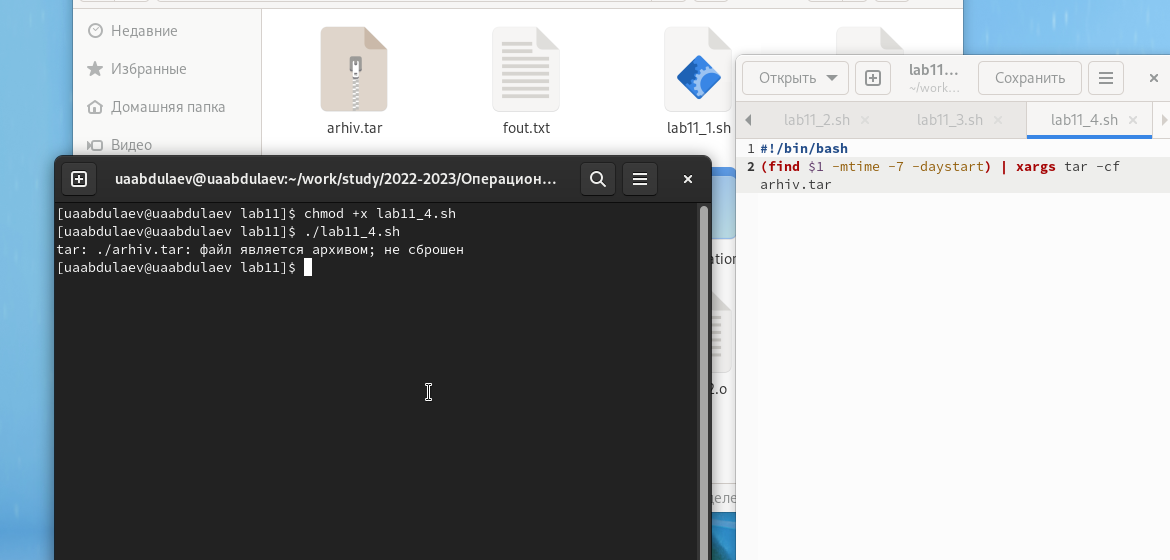 Недавние
Избранные
Домашняя папка
Видео
arhiv.tar
fout.txt
lab11_1.sh
Открыть
lab11...
~/work...
Сохранить
lab11_2.sh
lab11_3.sh
lab11_4.sh
1 #!/bin/bash
2 (find $1 -mtime -7 -daystart) | xargs tar -cf
arhiv.tar
uaabdulaev@uaabdulaev:~/work/study/2022-2023/Операцион...
[uaabdulaev@uaabdulaev lab11]$ chmod +x lab11_4.sh
[uaabdulaev@uaabdulaev lab11]$ ./lab11_4.sh
tar: ./arhiv.tar: файл является архивом; не сброшен
[uaabdulaev@uaabdulaev lab11]$
2.o